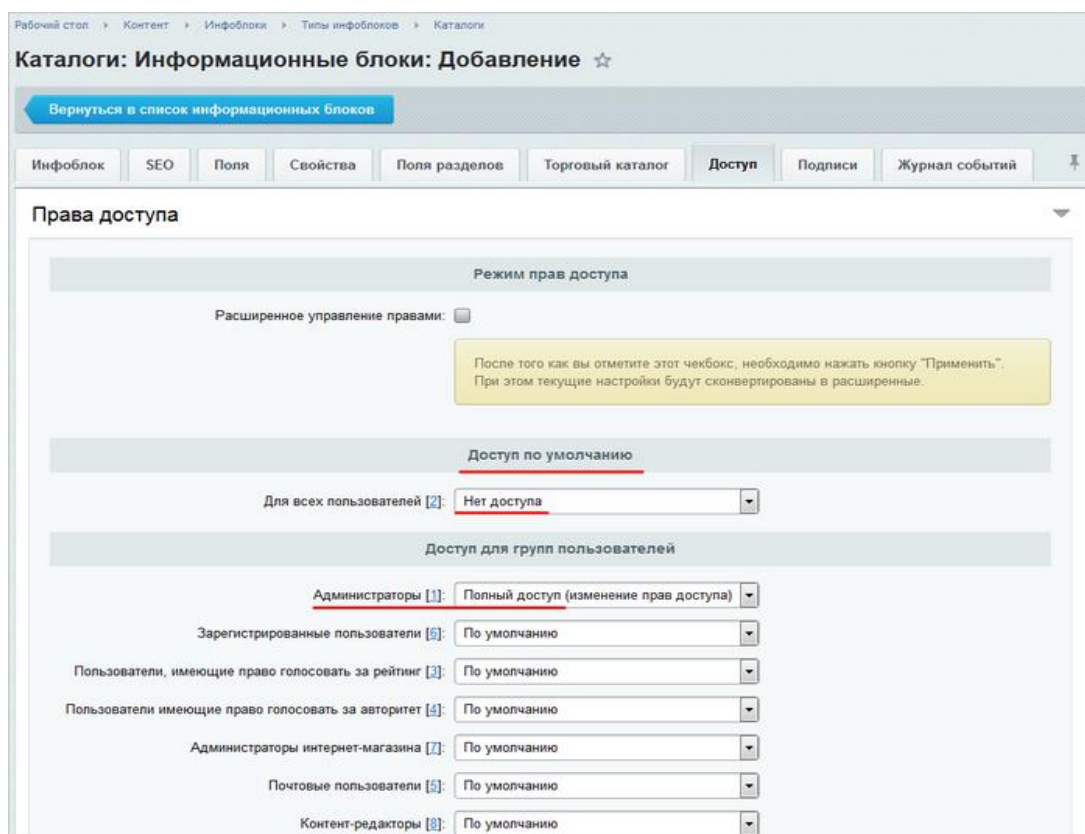 Рабочий стол › Контент › Инфоблоки › Типы инфоблоков › Каталоги
Каталоги: Информационные блоки: Добавление
Вернуться в список информационных блоков
Инфоблок SEO Поля Свойства Поля разделов Торговый каталог Доступ Подписи Журнал событий
Права доступа
Режим прав доступа
Расширенное управление правами:
После того как вы отметите этот чекбокс, необходимо нажать кнопку "Применить".
При этом текущие настройки будут сконвертированы в расширенные.
Доступ по умолчанию
Для всех пользователей [2]: Нет доступа
Доступ для групп пользователей
Администраторы [1]: Полный доступ (изменение прав доступа)
Зарегистрированные пользователи [6]: По умолчанию
Пользователи, имеющие право голосовать за рейтинг [3]: По умолчанию
Пользователи имеющие право голосовать за авторитет [4]: По умолчанию
Администраторы интернет-магазина [7]: По умолчанию
Почтовые пользователи [5]: По умолчанию
Контент-редакторы [8]: По умолчанию